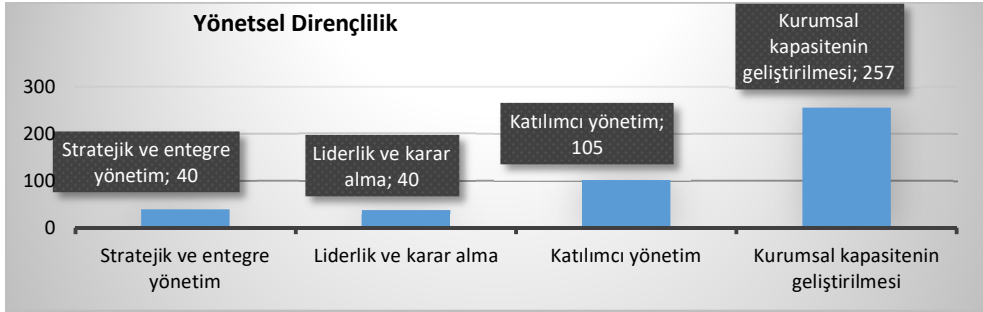 Yönetsel Dirençlilik
Kurumsal
kapasitenin
geliştirilmesi; 257
300
200
100
0
Stratejik ve entegre
yönetim; 40
Liderlik ve karar
alma; 40
Katılımcı yönetim;
105
Stratejik ve entegre
yönetim
Liderlik ve karar alma
Katılımcı yönetim
Kurumsal kapasitenin
geliştirilmesi